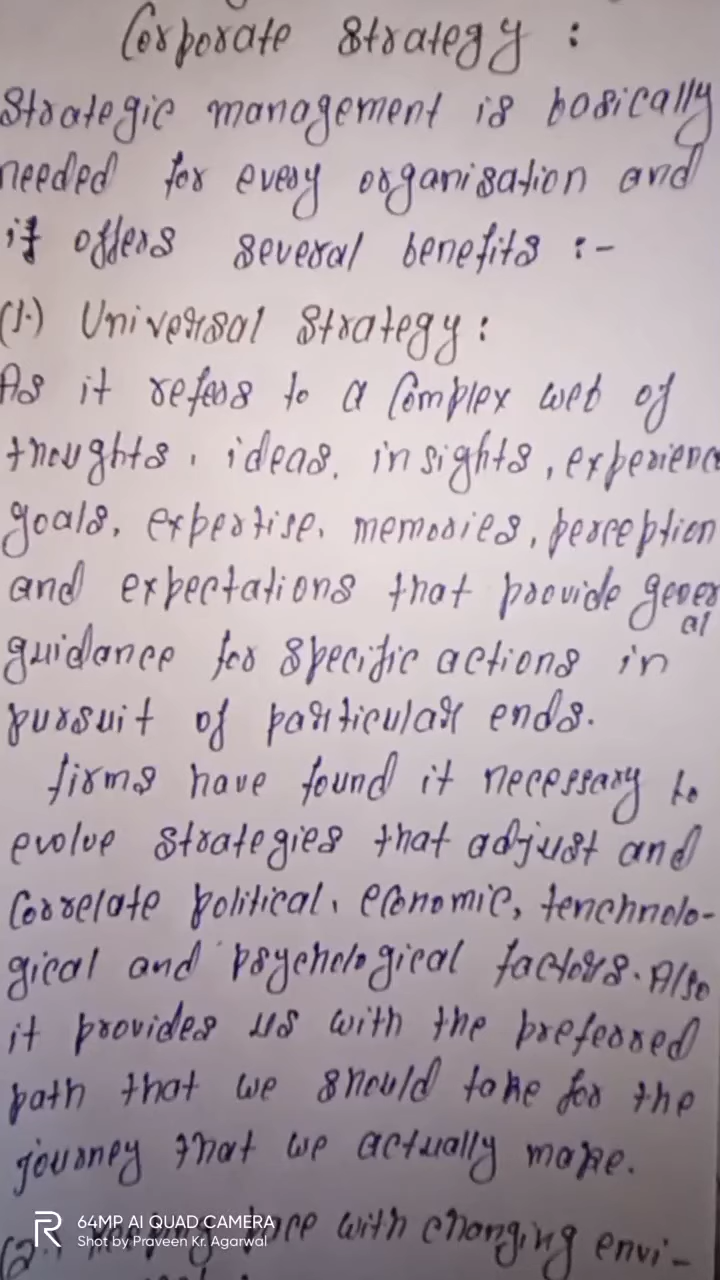 Corporate Strategy :
Strategic management is basically
needed for every organisation and
it offers several benefits :-
(1.) Universal Strategy :
As it refers to a Complex web of
thoughts, ideas, insights, experience
goals, expertise, memories, perception
and expectations that provide gener
al
guidance for specific actions in
pursuit of particular ends.
firms have found it necessary to
evolve strategies that adjust and
Correlate political, economic, tenchnolo-
gical and psychological factors. Also
it provides us with the preferred
path that we should take for the
journey that we actually make.
(2.) pace with changing envi-
64MP AI QUAD CAMERA
Shot by Praveen Kr. Agarwal